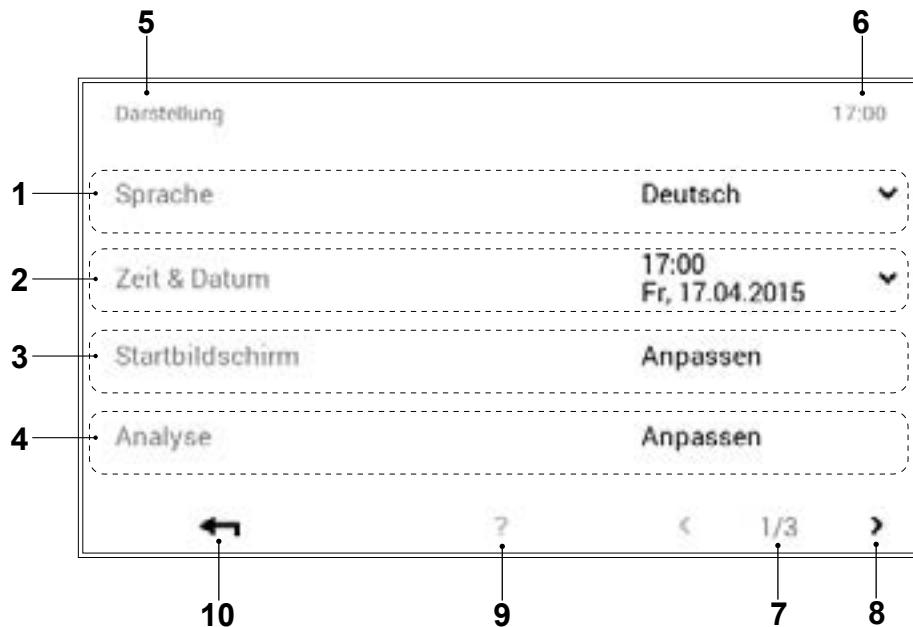 5 6
Darstellung 17:00
1 Sprache Deutsch
2 Zeit & Datum 17:00
Fr, 17.04.2015
3 Startbildschirm Anpassen
4 Analyse Anpassen
? < 1/3 >
10 9 7 8